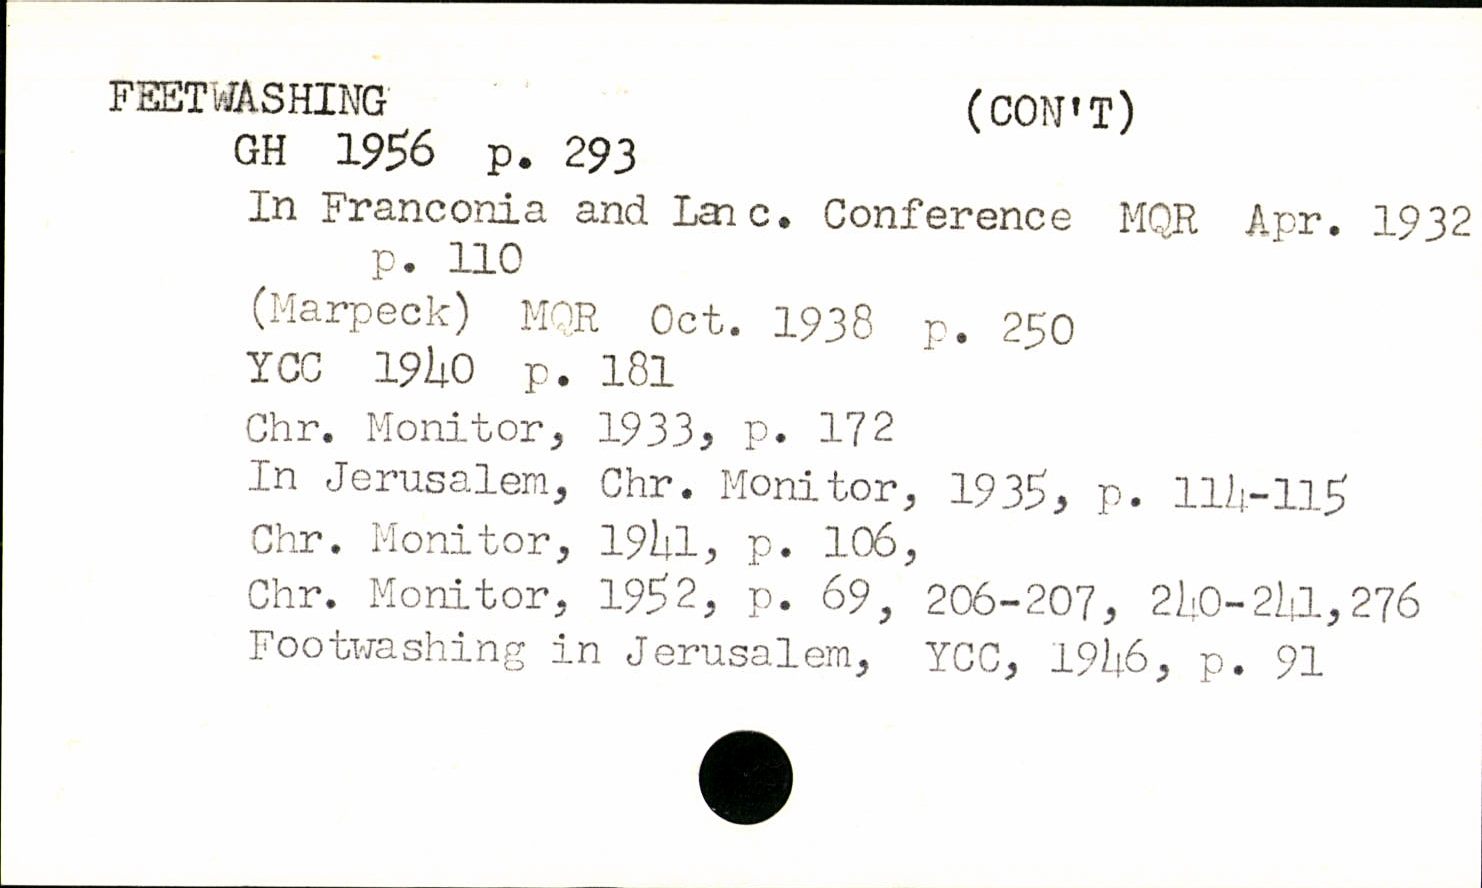 FEETWASHING (CON'T)
GH 1956 p. 293
In Franconia and Lanc. Conference MQR Apr. 1932
p. 110
(Marpeck) MQR Oct. 1938 p. 250
YCC 1940 p. 181
Chr. Monitor, 1933, p. 172
In Jerusalem, Chr. Monitor, 1935, p. 114-115
Chr. Monitor, 1941, p. 106,
Chr. Monitor, 1952, p. 69, 206-207, 240-241,276
Footwashing in Jerusalem, YCC, 1946, p. 91